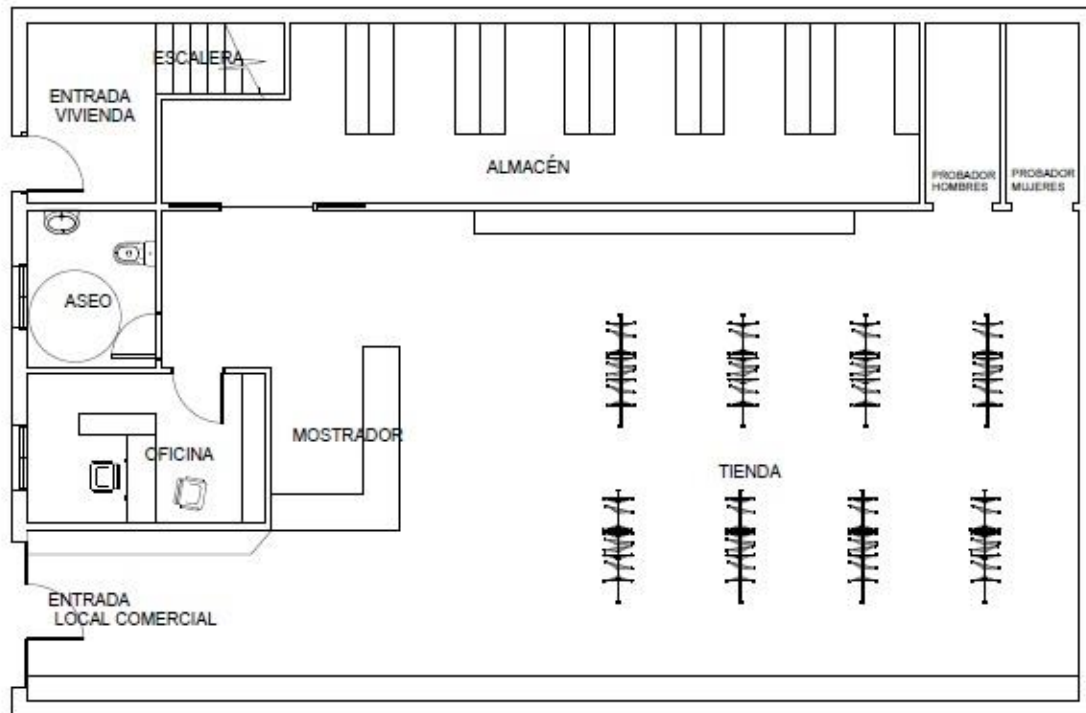 ESCALERA
ENTRADA
VIVIENDA
ALMACÉN
PROBADOR
HOMBRES
PROBADOR
MUJERES
ASEO
MOSTRADOR
OFICINA
TIENDA
ENTRADA
LOCAL COMERCIAL